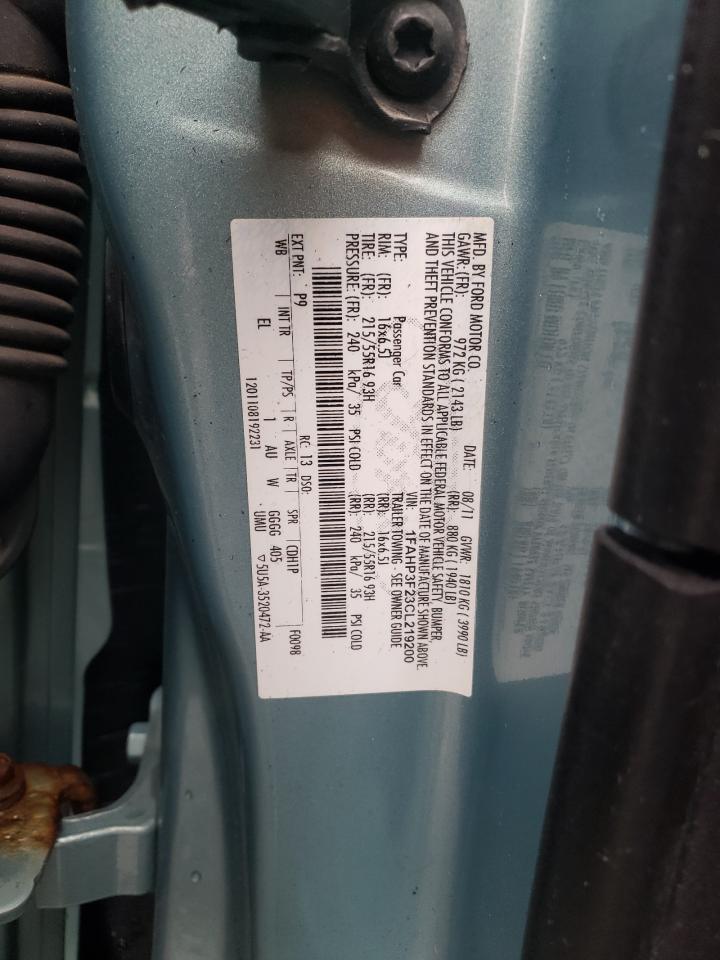 MFD. BY FORD MOTOR CO.
DATE: 08/11 GVWR: 1810 KG ( 3990 LB)
GAWR: (FR): 972 KG ( 2143 LB) (RR): 880 KG ( 1940 LB)
THIS VEHICLE CONFORMS TO ALL APPLICABLE FEDERAL MOTOR VEHICLE SAFETY, BUMPER,
AND THEFT PREVENTION STANDARDS IN EFFECT ON THE DATE OF MANUFACTURE SHOWN ABOVE
VIN: 1FAHP3F23CL219200
TYPE: Passenger Car TRAILER TOWING - SEE OWNER GUIDE
RIM: (FR): 16x6.5J (RR): 16x6.5J
TIRE: (FR): 215/55R16 93H (RR): 215/55R16 93H
PRESSURE: (FR): 240 kPa/ 35 PSI COLD (RR): 240 kPa/ 35 PSI COLD
RC: 13 DSO:
F0098
EXT PNT: P9
WB INT TR TP/PS R AXLE TR SPR CDH1P
EL 1 AU W GGGG 405
UMU
1201108192231 ▽5U5A-3520472-AA